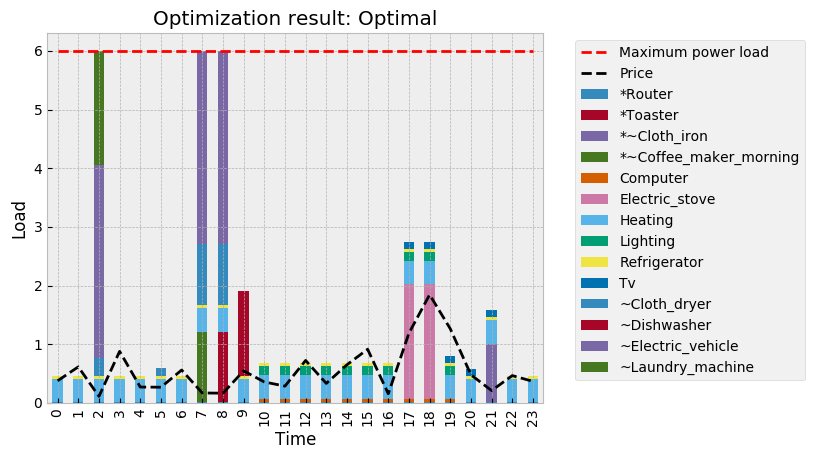 Optimization result: Optimal
6
5
4
3
2
1
0
Load
0 1 2 3 4 5 6 7 8 9 10 11 12 13 14 15 16 17 18 19 20 21 22 23
Time
Maximum power load
Price
*Router
*Toaster
*~Cloth_iron
*~Coffee_maker_morning
Computer
Electric_stove
Heating
Lighting
Refrigerator
Tv
~Cloth_dryer
~Dishwasher
~Electric_vehicle
~Laundry_machine